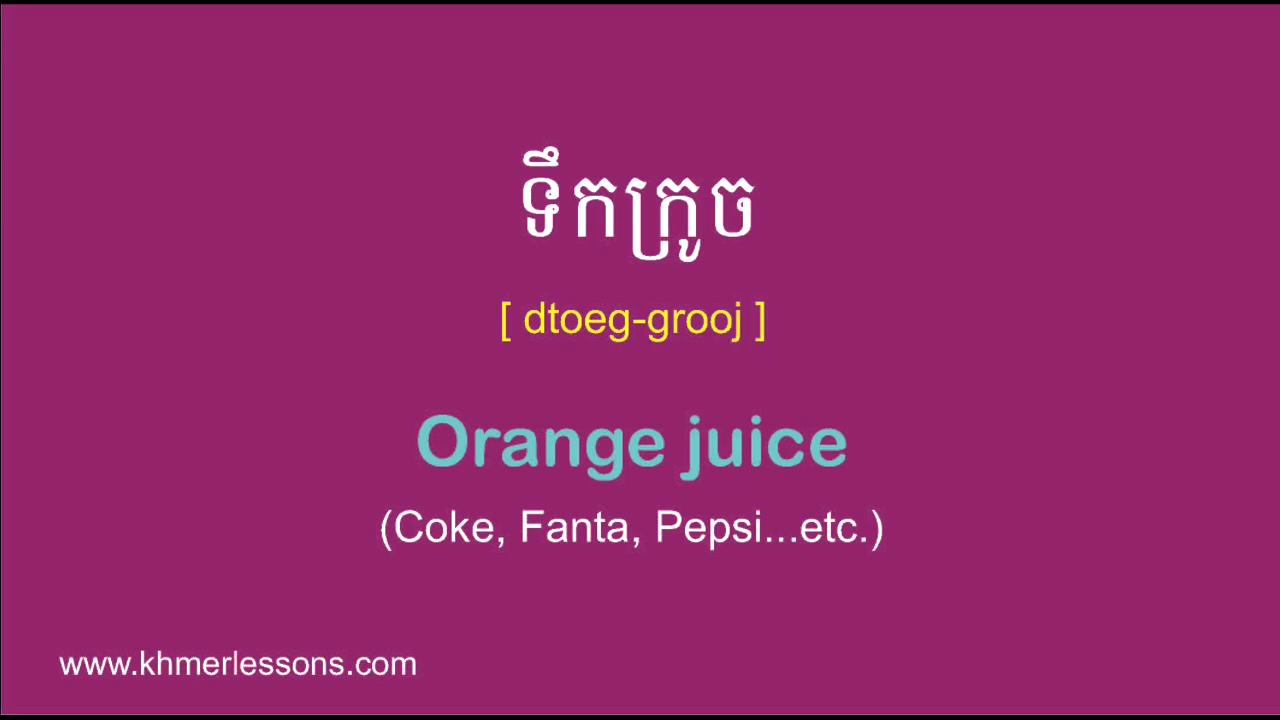 ទឹកក្រូច
[ dtoeg-grooj ]
Orange juice
(Coke, Fanta, Pepsi...etc.)
www.khmerlessons.com